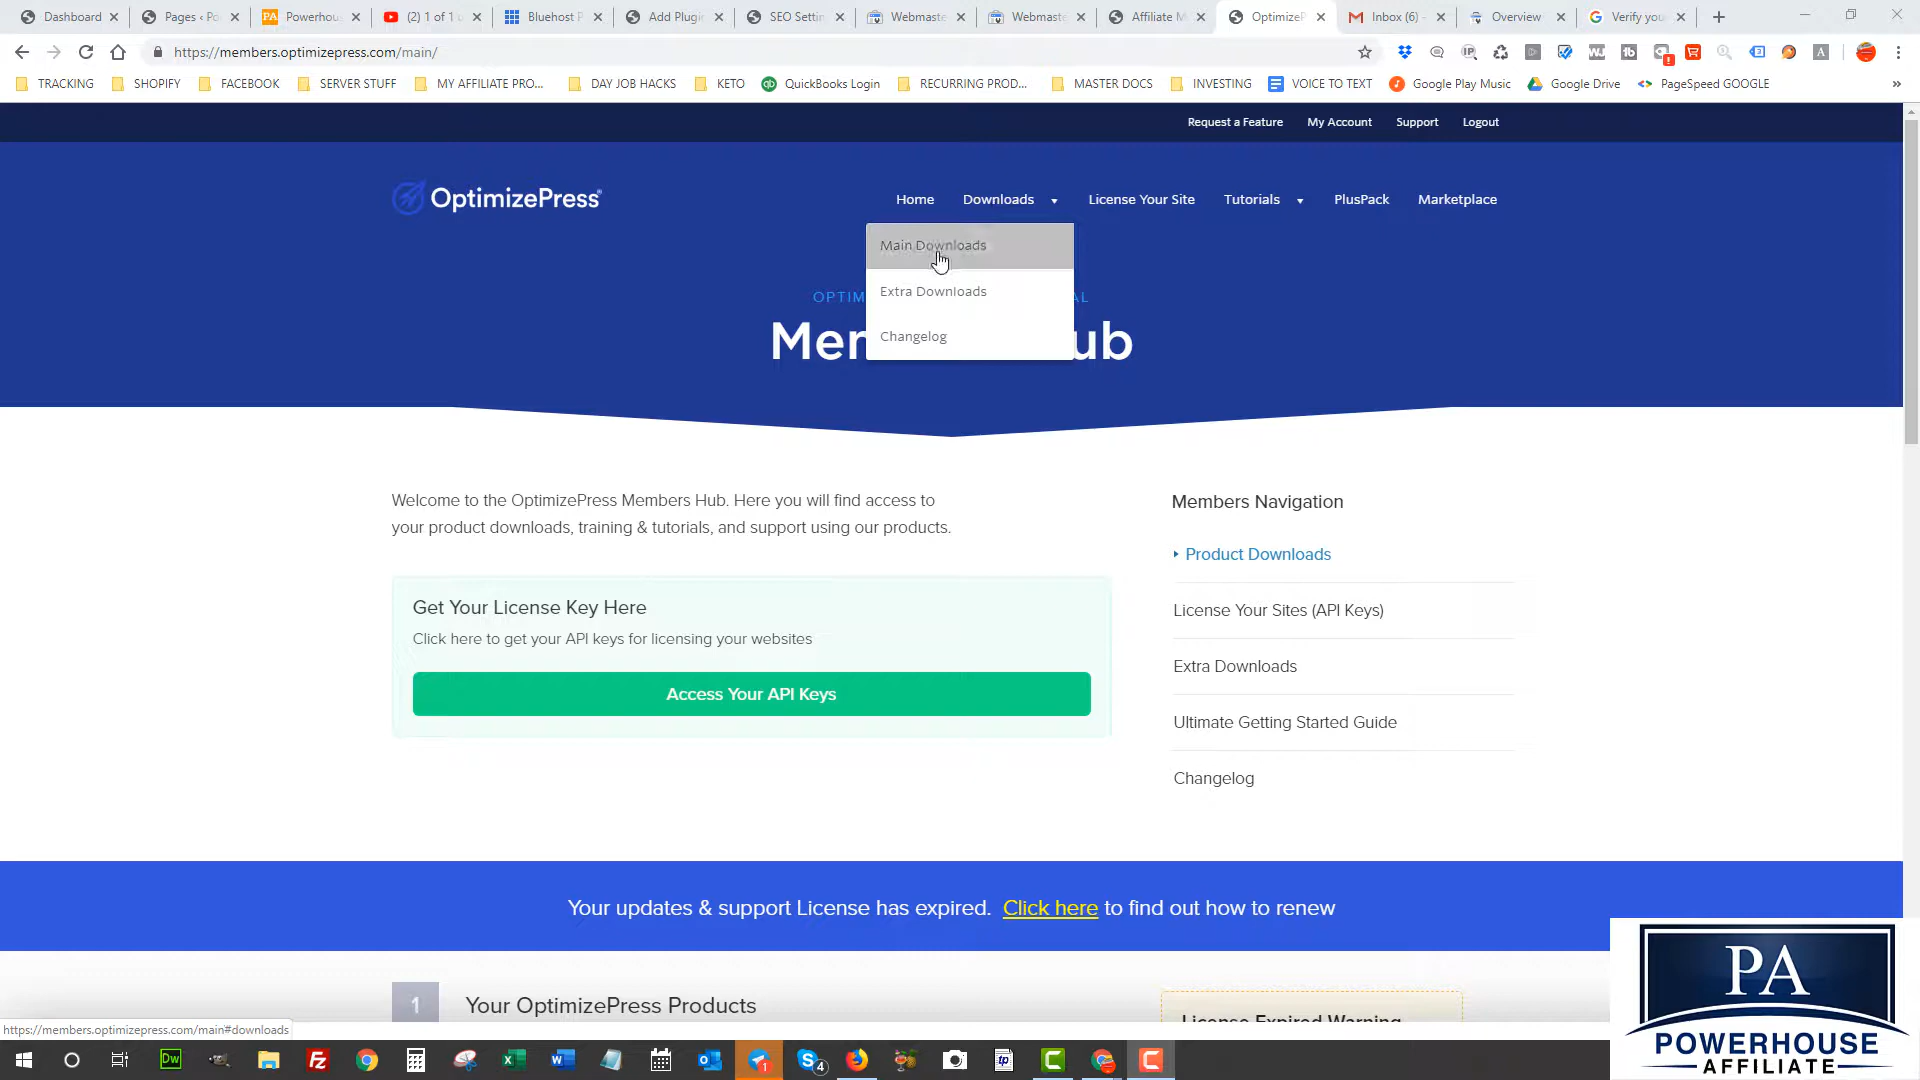 Dashboard
Pages ‹ Po
Powerhous
(2) 1 of 1 u
Bluehost P
Add Plugi
SEO Settin
Webmaste
Webmaste
Affiliate M
OptimizeP
Inbox (6) -
Overview
Verify you
https://members.optimizepress.com/main/
TRACKING
SHOPIFY
FACEBOOK
SERVER STUFF
MY AFFILIATE PRO...
DAY JOB HACKS
KETO
QuickBooks Login
RECURRING PROD...
MASTER DOCS
INVESTING
VOICE TO TEXT
Google Play Music
Google Drive
PageSpeed GOOGLE
Request a Feature
My Account
Support
Logout
OptimizePress
Home
Downloads
License Your Site
Tutorials
PlusPack
Marketplace
Main Downloads
Extra Downloads
Changelog
OPTIM AL
Mem ub
Welcome to the OptimizePress Members Hub. Here you will find access to
your product downloads, training & tutorials, and support using our products.
Get Your License Key Here
Click here to get your API keys for licensing your websites
Access Your API Keys
Members Navigation
Product Downloads
License Your Sites (API Keys)
Extra Downloads
Ultimate Getting Started Guide
Changelog
Your updates & support License has expired. Click here to find out how to renew
1
Your OptimizePress Products
License Expired Warning
https://members.optimizepress.com/main#downloads
PA
POWERHOUSE
AFFILIATE